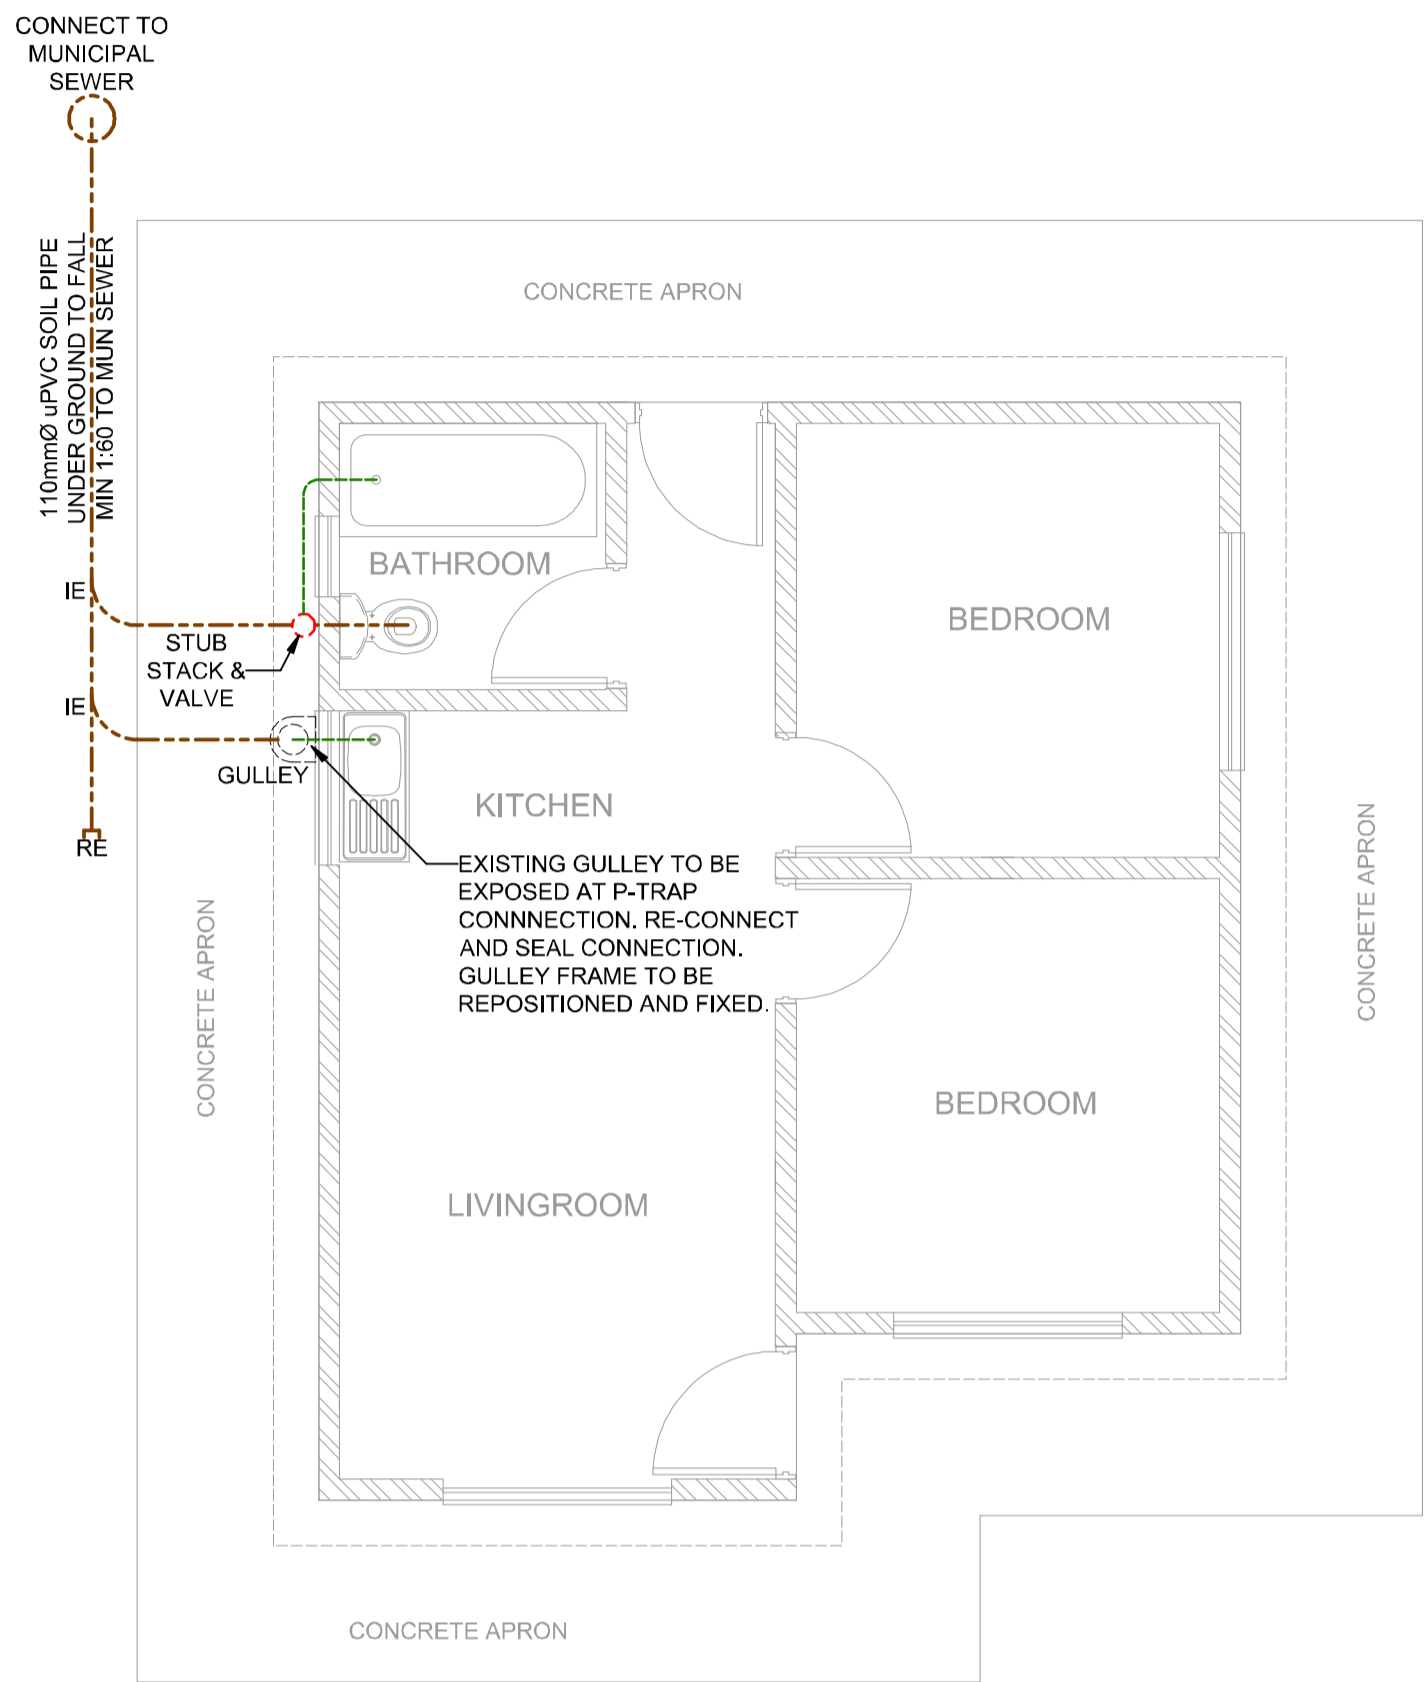 CONNECT TO
MUNICIPAL
SEWER
110mmØ uPVC SOIL PIPE
UNDER GROUND TO FALL
MIN 1:60 TO MUN SEWER
CONCRETE APRON
BATHROOM
BEDROOM
IE
STUB
STACK &
VALVE
IE
GULLEY
KITCHEN
RE
EXISTING GULLEY TO BE
EXPOSED AT P-TRAP
CONNNECTION. RE-CONNECT
AND SEAL CONNECTION.
GULLEY FRAME TO BE
REPOSITIONED AND FIXED.
CONCRETE APRON
CONCRETE APRON
BEDROOM
LIVINGROOM
CONCRETE APRON